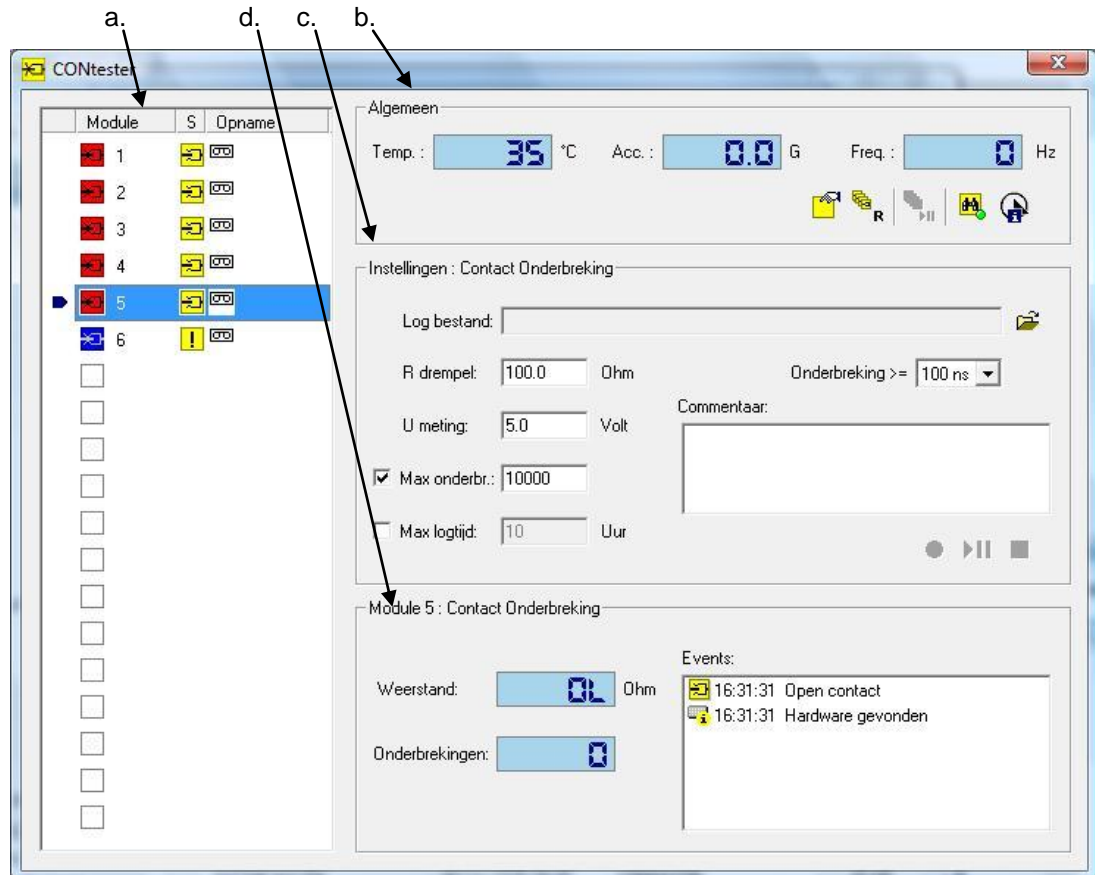 a. d. c. b.
CONtester
Module S Opname
1
2
3
4
5
6
Algemeen
Temp. : 35 °C Acc. : 0.0 G Freq. : 0 Hz
R
Instellingen : Contact Onderbreking
Log bestand:
R drempel: 100.0 Ohm Onderbreking >= 100 ns
U meting: 5.0 Volt Commentaar:
Max onderbr.: 10000
Max logtijd: 10 Uur
Module 5 : Contact Onderbreking
Weerstand: OL Ohm
Onderbrekingen: 0
Events:
16:31:31 Open contact
16:31:31 Hardware gevonden